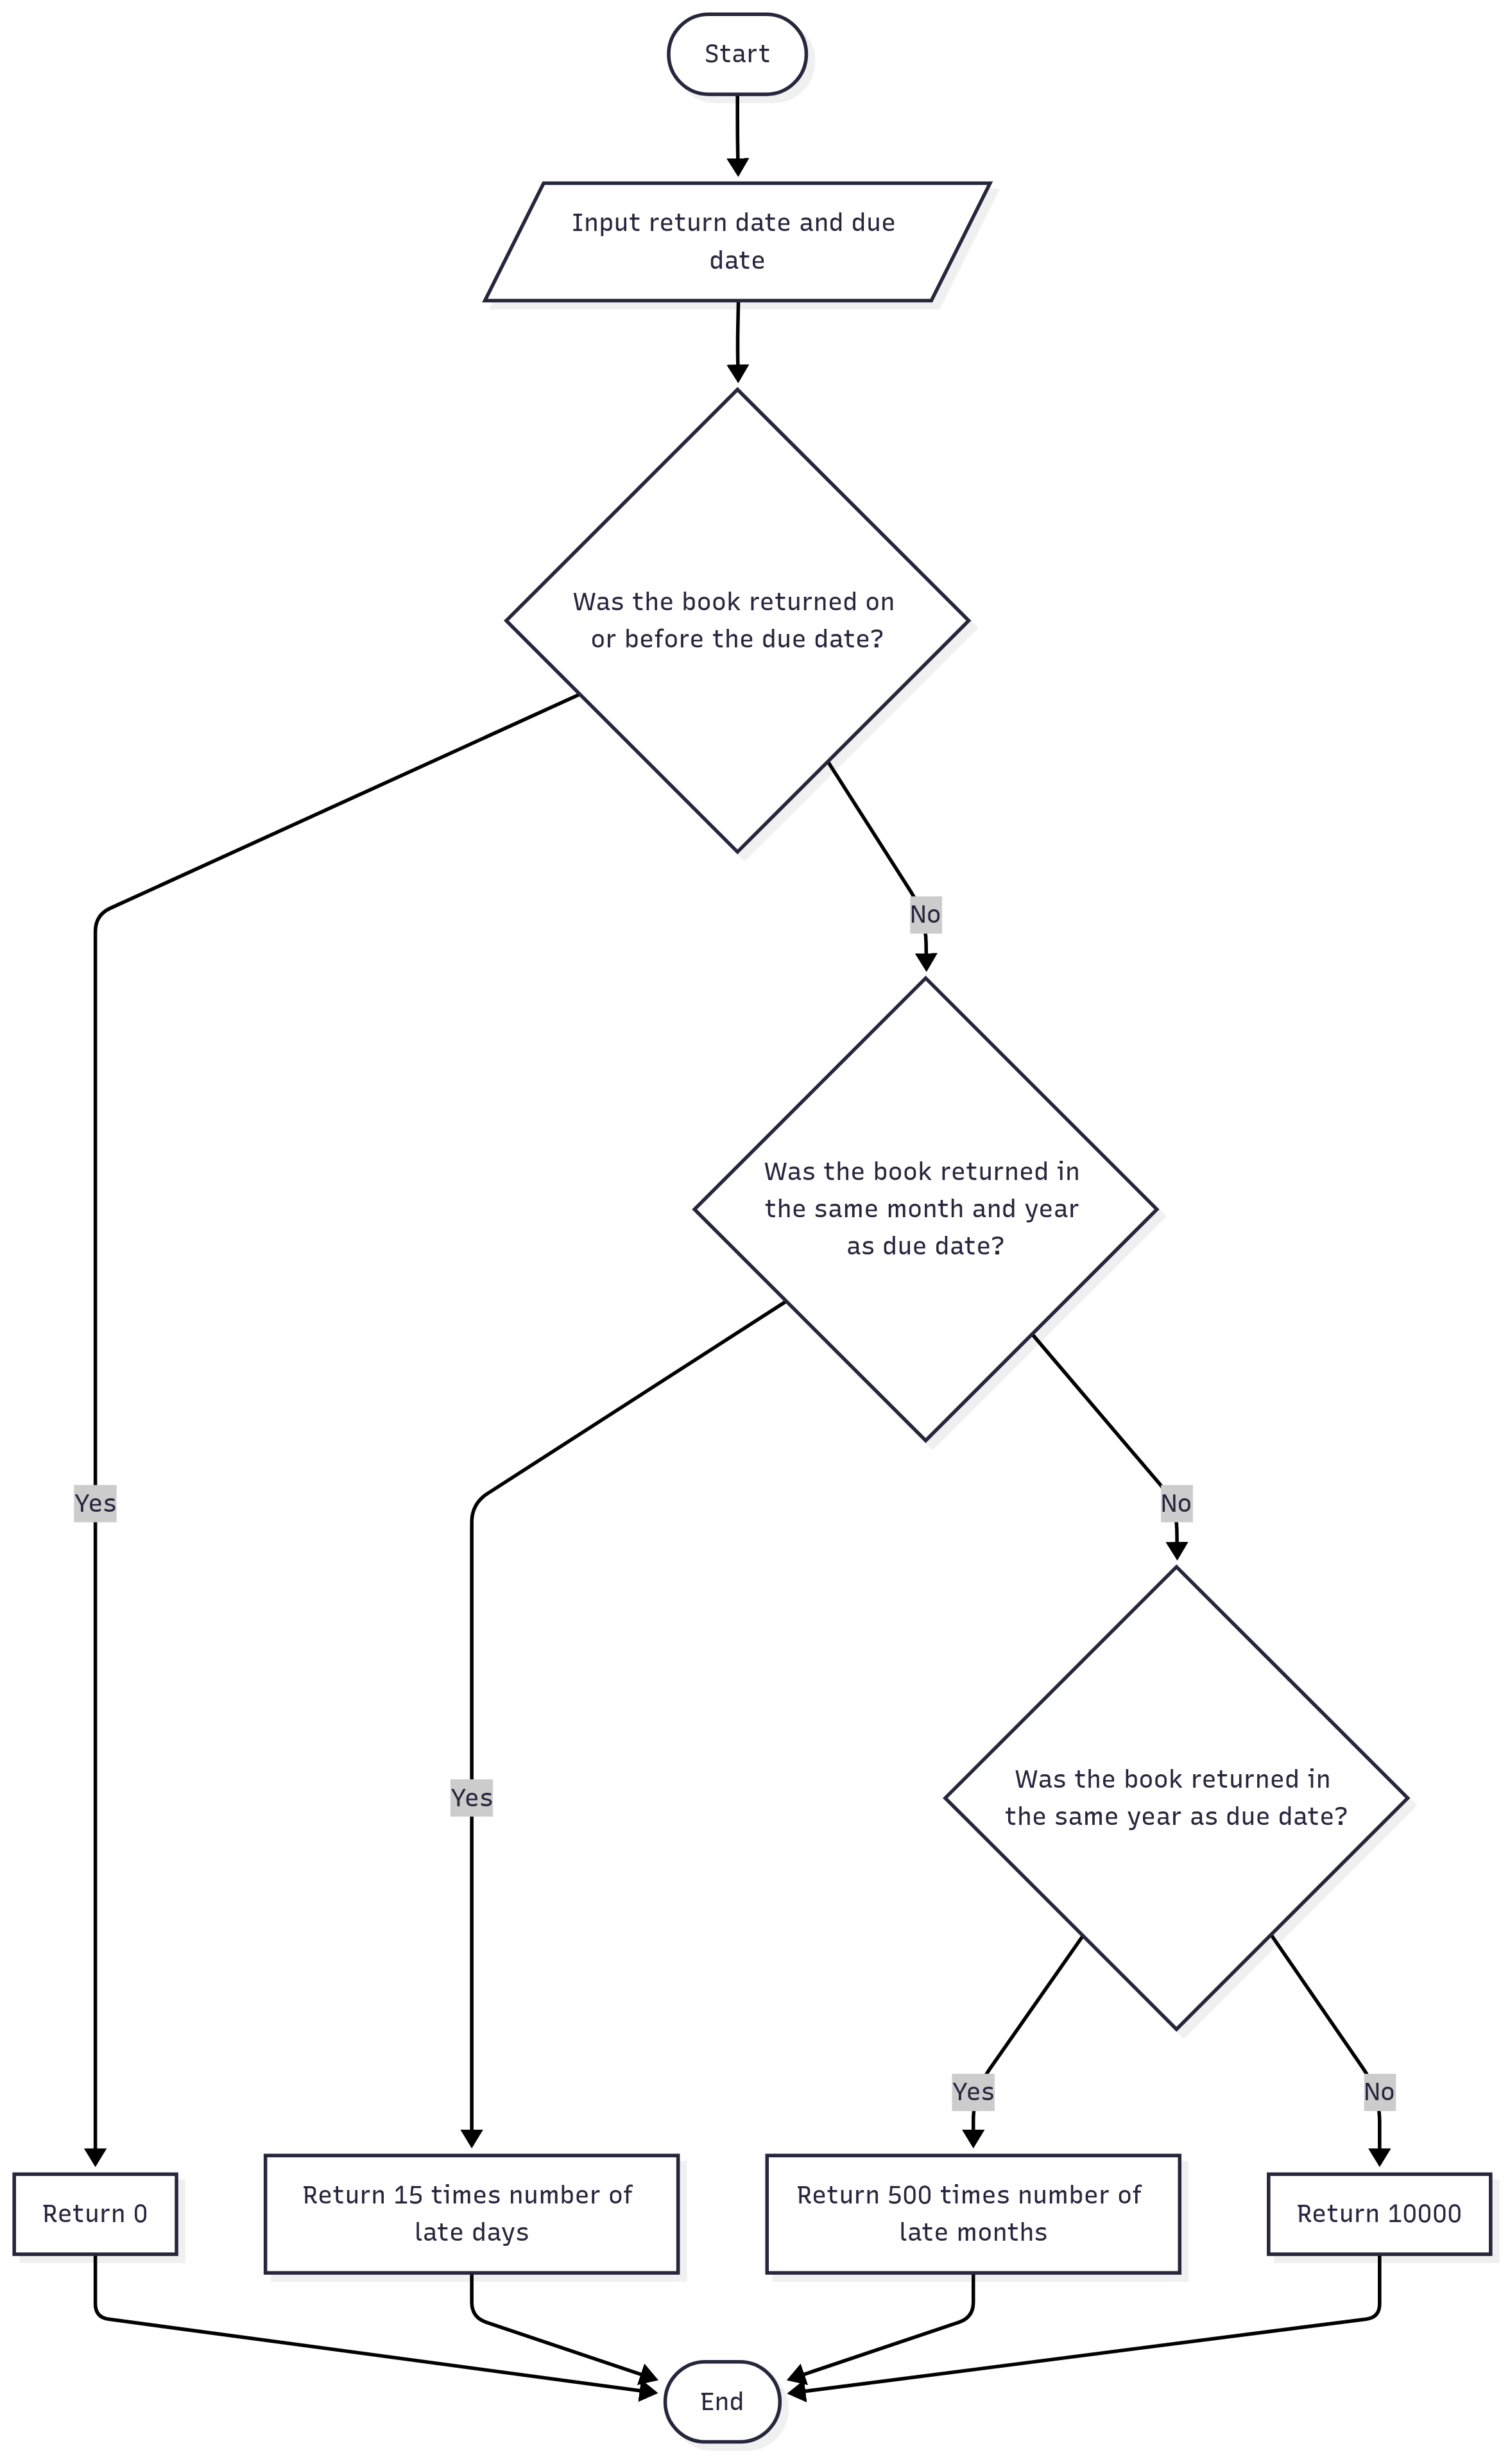 Start
Input return date and due
date
Was the book returned on
or before the due date?
No
Was the book returned in
the same month and year
as due date?
Yes
No
Yes
Was the book returned in
the same year as due date?
Yes
No
Return 0
Return 15 times number of
late days
Return 500 times number of
late months
Return 10000
End